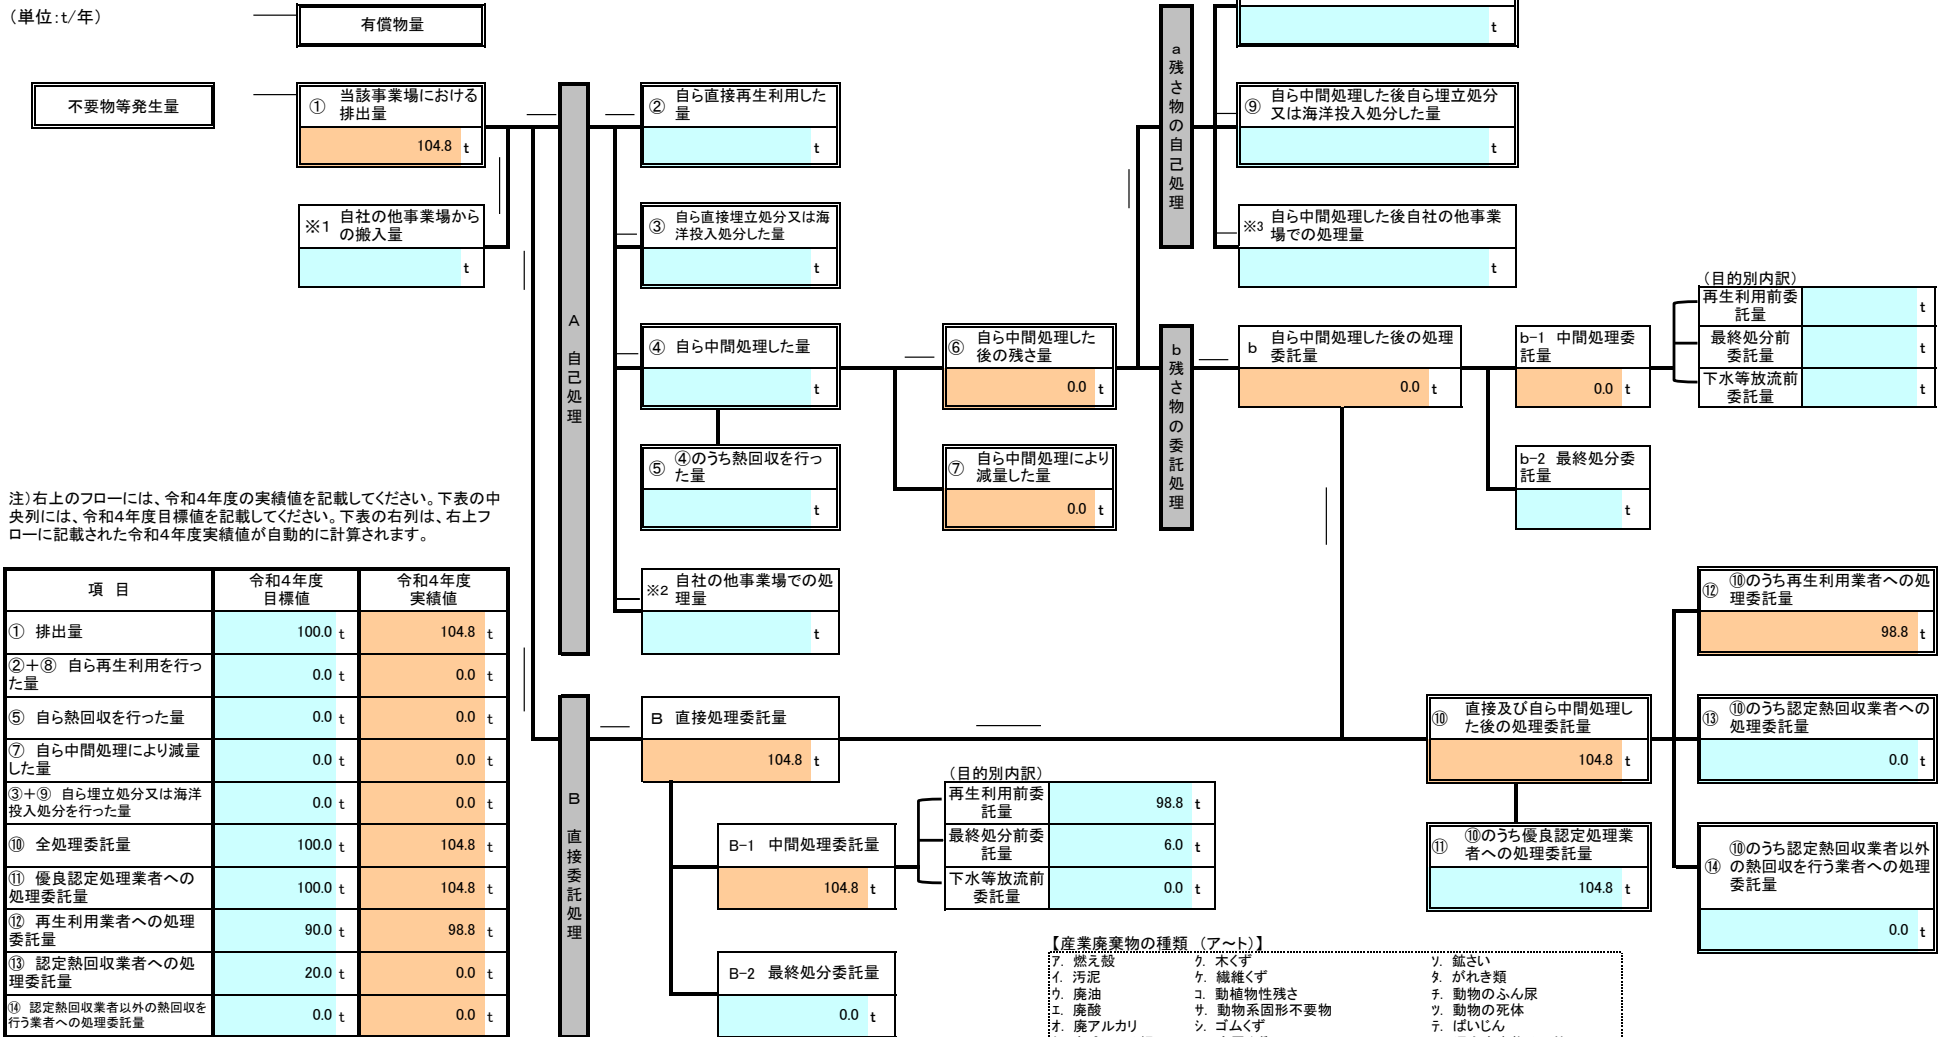 （単位：t/年）
有償物量
t
不要物等発生量
① 当該事業場における
排出量
104.8 t
※1 自社の他事業場から
の搬入量
t
A 自己処理
② 自ら直接再生利用した
量
t
③ 自ら直接埋立処分又は海
洋投入処分した量
t
④ 自ら中間処理した量
t
⑤ ④のうち熱回収を行っ
た量
t
※2 自社の他事業場での処
理量
t
⑥ 自ら中間処理した
後の残さ量
0.0 t
⑦ 自ら中間処理により
減量した量
0.0 t
a 残さ物の自己処理
⑨ 自ら中間処理した後自ら埋立処分
又は海洋投入処分した量
t
※3 自ら中間処理した後自社の他事業
場での処理量
t
b 残さ物の委託処理
b 自ら中間処理した後の処理
委託量
0.0 t
b-1 中間処理委
託量
0.0 t
b-2 最終処分委
託量
t
（目的別内訳）
再生利用前委
託量
t
最終処分前
委託量
t
下水等放流前
委託量
t
注）右上のフローには、令和４年度の実績値を記載してください。下表の中
央列には、令和４年度目標値を記載してください。下表の右列は、右上フ
ローに記載された令和４年度実績値が自動的に計算されます。
項 目 令和４年度 目標値 令和４年度 実績値
① 排出量 100.0 t 104.8 t
②＋⑧ 自ら再生利用を行っ
た量 0.0 t 0.0 t
⑤ 自ら熱回収を行った量 0.0 t 0.0 t
⑦ 自ら中間処理により減量
した量 0.0 t 0.0 t
③＋⑨ 自ら埋立処分又は海洋
投入処分を行った量 0.0 t 0.0 t
⑩ 全処理委託量 100.0 t 104.8 t
⑪ 優良認定処理業者への
処理委託量 100.0 t 104.8 t
⑫ 再生利用業者への処理
委託量 90.0 t 98.8 t
⑬ 認定熱回収業者への処
理委託量 20.0 t 0.0 t
⑭ 認定熱回収業者以外の熱回収を
行う業者への処理委託量 0.0 t 0.0 t
B 直接委託処理
B 直接処理委託量
104.8 t
B-1 中間処理委託量
104.8 t
B-2 最終処分委託量
0.0 t
（目的別内訳）
再生利用前委
託量
98.8 t
最終処分前委
託量
6.0 t
下水等放流前
委託量
0.0 t
⑩ 直接及び自ら中間処理し
た後の処理委託量
104.8 t
⑪ ⑩のうち優良認定処理業
者への処理委託量
104.8 t
⑫ ⑩のうち再生利用業者への処
理委託量
98.8 t
⑬ ⑩のうち認定熱回収業者への
処理委託量
0.0 t
⑭ ⑩のうち認定熱回収業者以外
の熱回収を行う業者への処理
委託量
0.0 t
【産業廃棄物の種類 （ア～ト）】
ア. 燃え殻 ク. 木くず ソ. 鉱さい
イ. 汚泥 ケ. 繊維くず タ. がれき類
ウ. 廃油 コ. 動植物性残さ チ. 動物のふん尿
エ. 廃酸 サ. 動物系固形不要物 ツ. 動物の死体
オ. 廃アルカリ シ. ゴムくず テ. ばいじん